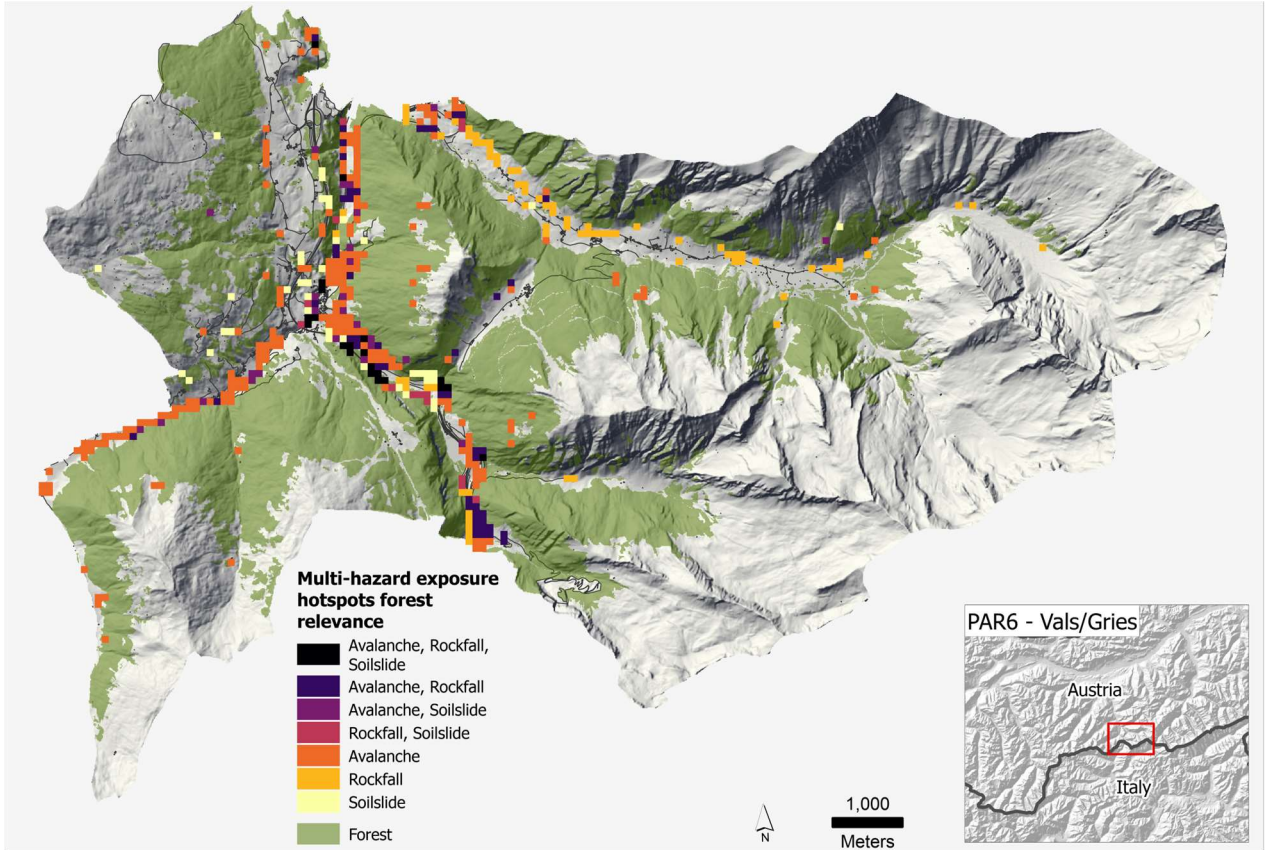 Multi-hazard exposure
hotspots forest
relevance
Avalanche, Rockfall,
Soilslide
Avalanche, Rockfall
Avalanche, Soilslide
Rockfall, Soilslide
Avalanche
Rockfall
Soilslide
Forest
N
1,000
Meters
PAR6 - Vals/Gries
Austria
Italy